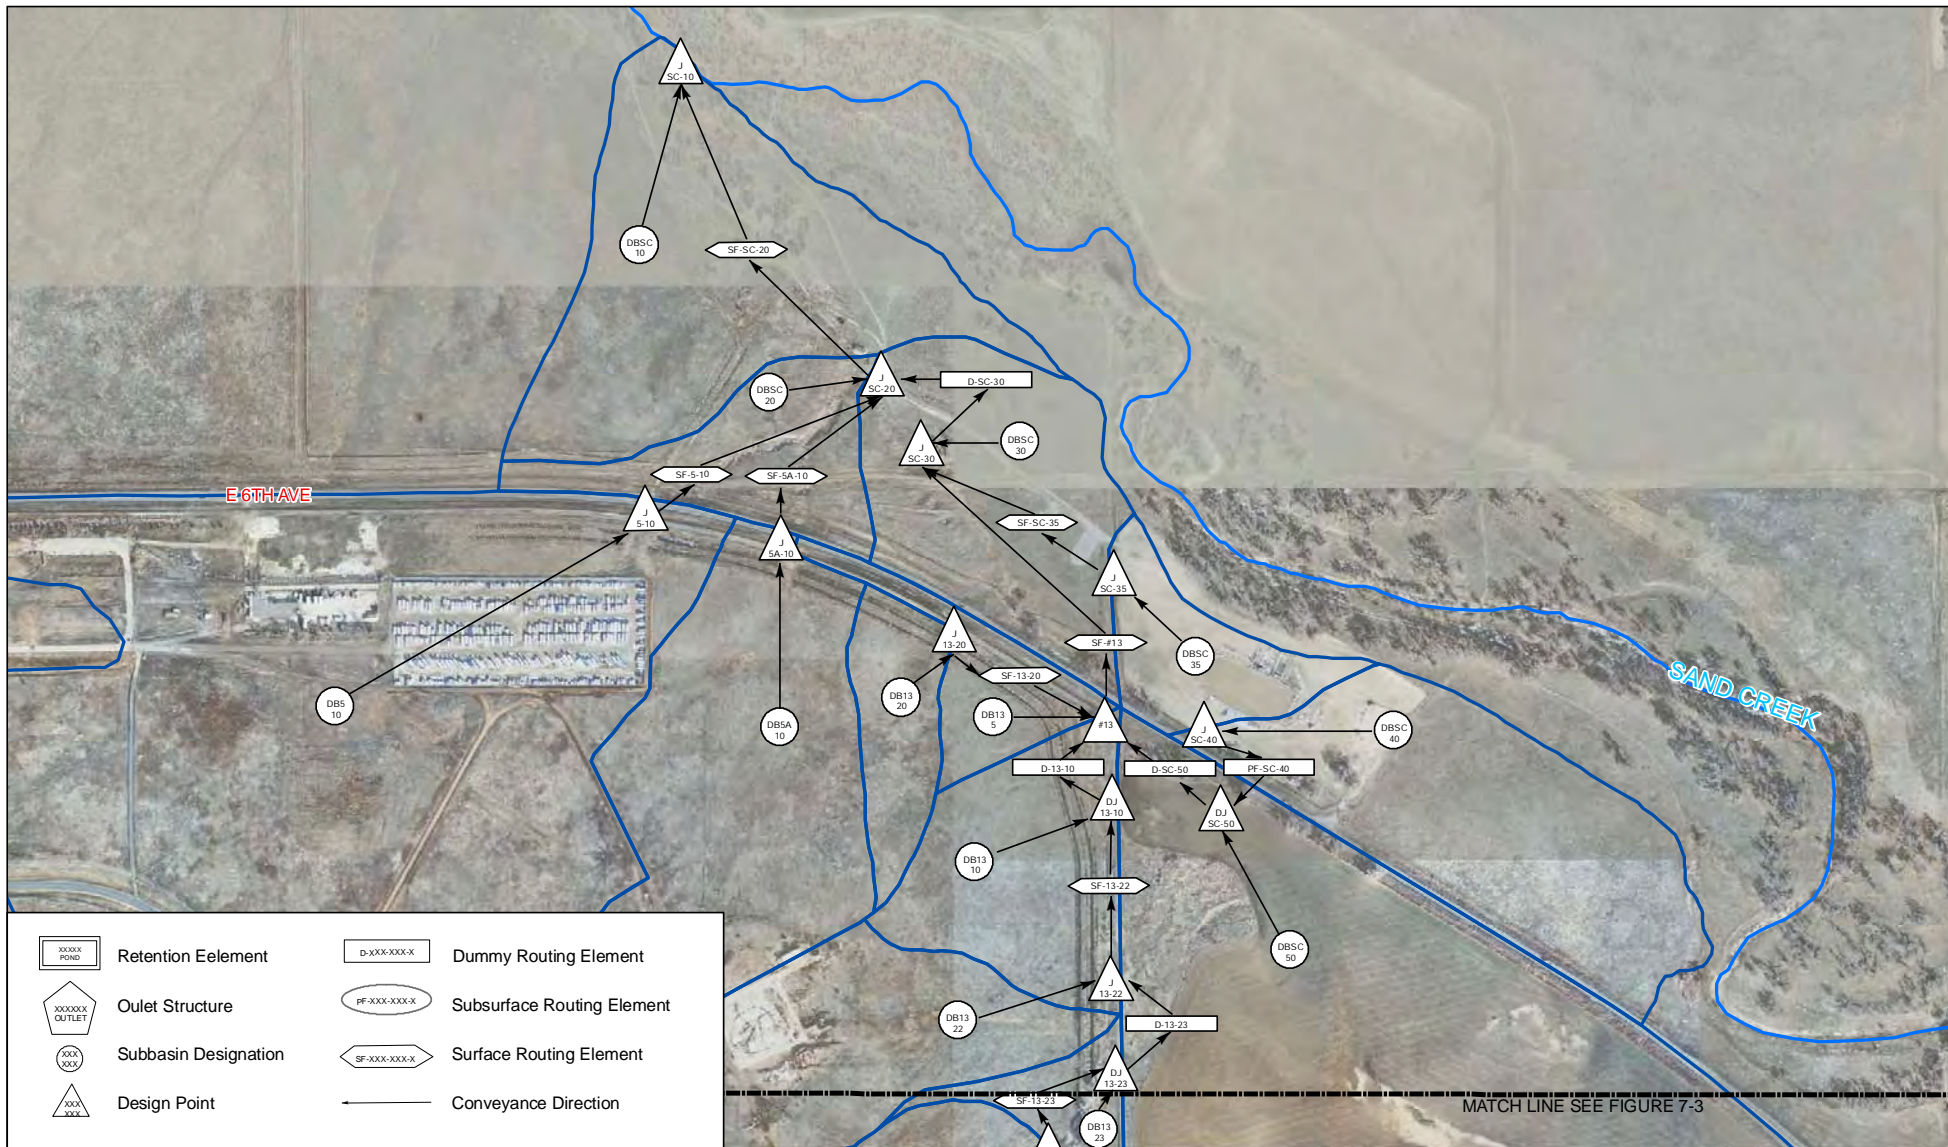 J
SC-10
DBSC
10
SF-SC-20
J
SC-20
DBSC
20
D-SC-30
J
SC-30
DBSC
30
SF-5-10
SF-5A-10
E 6TH AVE
J
5-10
J
5A-10
SF-SC-35
J
SC-35
J
13-20
SF-#13
DBSC
35
SF-13-20
SAND CREEK
DB5
10
DB5A
10
DB13
20
DB13
5
#13
J
SC-40
DBSC
40
D-13-10
D-SC-50
PF-SC-40
DJ
13-10
DJ
SC-50
DB13
10
SF-13-22
DBSC
50
J
13-22
DB13
22
D-13-23
DJ
13-23
SF-13-23
DB13
23
MATCH LINE SEE FIGURE 7-3
XXXXX
POND
Retention Eelement
D-XXX-XXX-X
Dummy Routing Element
XXXXXX
OUTLET
Oulet Structure
PF-XXX-XXX-X
Subsurface Routing Element
XXX
XXX
Subbasin Designation
SF-XXX-XXX-X
Surface Routing Element
XXX
XXX
Design Point
Conveyance Direction